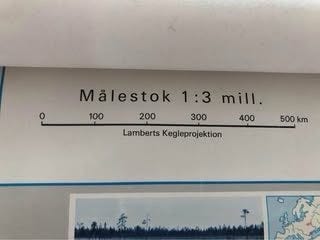 Målestok 1:3 mill.
0 100 200 300 400 500 km
Lamberts Kegleprojektion